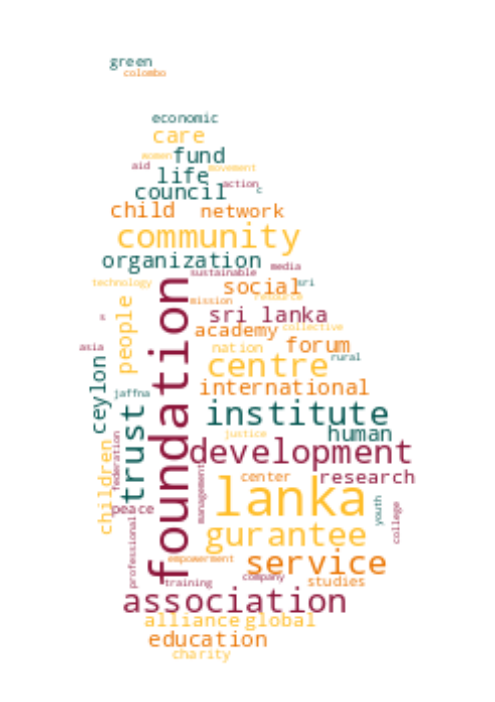 green
colombo
economic
care
women fund
aid movement
life
council action c
child network
community
organization
sustainable media
technology social sri
mission resource
s sri lanka
academy collective
asia nation forum
people rural
centre
ceylon jaffna international
foundation
trust institute
justice human
federation development
children management center research
lanka
peace youth college
gurantee
professional empowerment service
training company studies
association
alliance global
education
charity